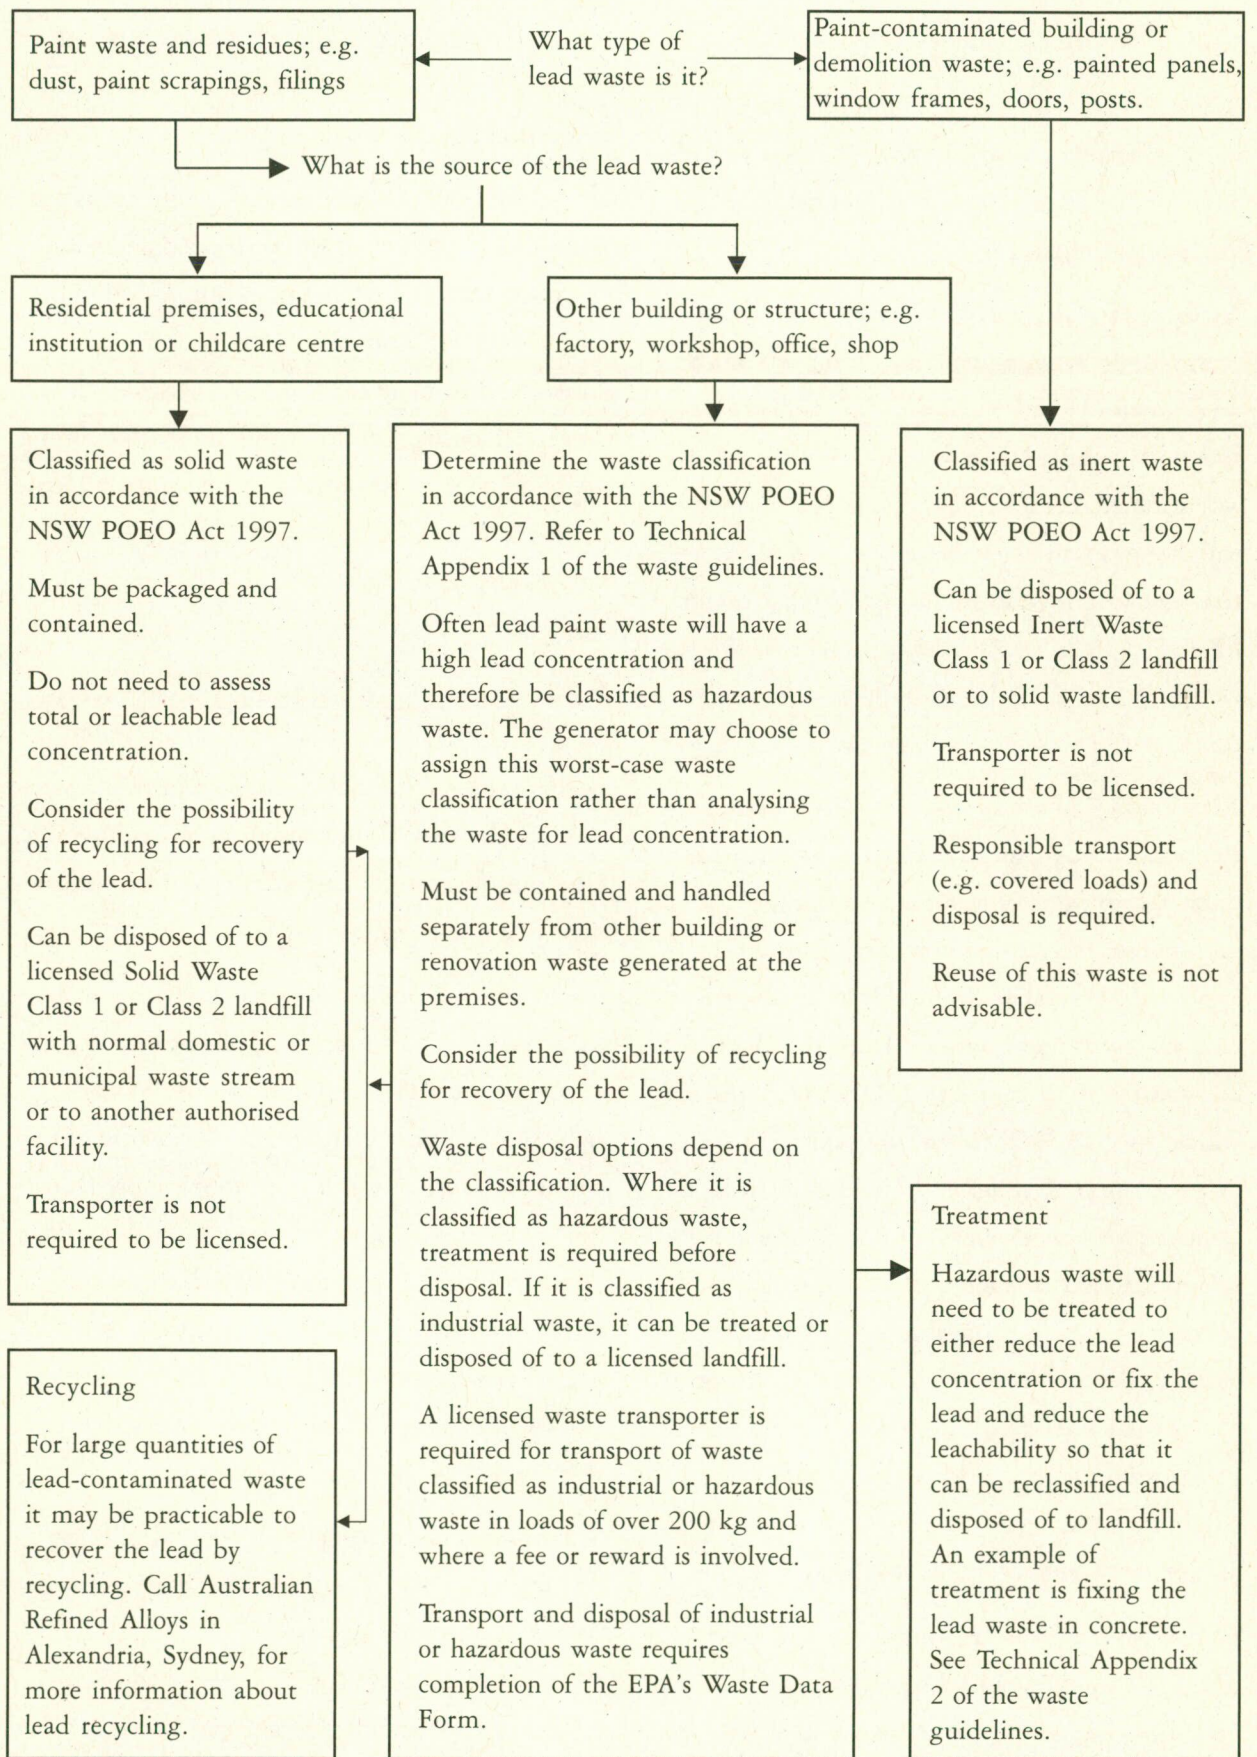 Paint waste and residues; e.g.
dust, paint scrapings, filings
What type of
lead waste is it?
Paint-contaminated building or
demolition waste; e.g. painted panels,
window frames, doors, posts.
What is the source of the lead waste?
Residential premises, educational
institution or childcare centre
Other building or structure; e.g.
factory, workshop, office, shop
Classified as solid waste
in accordance with the
NSW POEO Act 1997.
Must be packaged and
contained.
Do not need to assess
total or leachable lead
concentration.
Consider the possibility
of recycling for recovery
of the lead.
Can be disposed of to a
licensed Solid Waste
Class 1 or Class 2 landfill
with normal domestic or
municipal waste stream
or to another authorised
facility.
Transporter is not
required to be licensed.
Determine the waste classification
in accordance with the NSW POEO
Act 1997. Refer to Technical
Appendix 1 of the waste guidelines.
Often lead paint waste will have a
high lead concentration and
therefore be classified as hazardous
waste. The generator may choose to
assign this worst-case waste
classification rather than analysing
the waste for lead concentration.
Must be contained and handled
separately from other building or
renovation waste generated at the
premises.
Consider the possibility of recycling
for recovery of the lead.
Waste disposal options depend on
the classification. Where it is
classified as hazardous waste,
treatment is required before
disposal. If it is classified as
industrial waste, it can be treated or
disposed of to a licensed landfill.
A licensed waste transporter is
required for transport of waste
classified as industrial or hazardous
waste in loads of over 200 kg and
where a fee or reward is involved.
Transport and disposal of industrial
or hazardous waste requires
completion of the EPA's Waste Data
Form.
Classified as inert waste
in accordance with the
NSW POEO Act 1997.
Can be disposed of to a
licensed Inert Waste
Class 1 or Class 2 landfill
or to solid waste landfill.
Transporter is not
required to be licensed.
Responsible transport
(e.g. covered loads) and
disposal is required.
Reuse of this waste is not
advisable.
Recycling
For large quantities of
lead-contaminated waste
it may be practicable to
recover the lead by
recycling. Call Australian
Refined Alloys in
Alexandria, Sydney, for
more information about
lead recycling.
Treatment
Hazardous waste will
need to be treated to
either reduce the lead
concentration or fix the
lead and reduce the
leachability so that it
can be reclassified and
disposed of to landfill.
An example of
treatment is fixing the
lead waste in concrete.
See Technical Appendix
2 of the waste
guidelines.